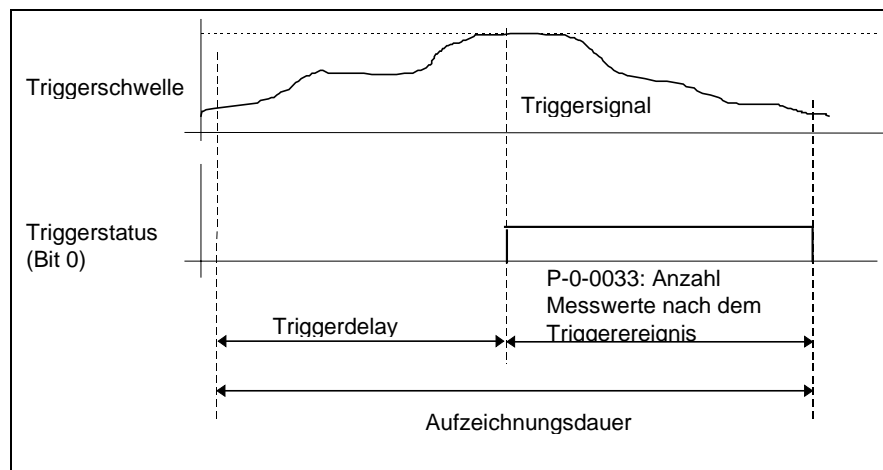 Triggerschwelle
Triggersignal
Triggerstatus
(Bit 0)
P-0-0033: Anzahl
Messwerte nach dem
Triggerereignis
Triggerdelay
Aufzeichnungsdauer